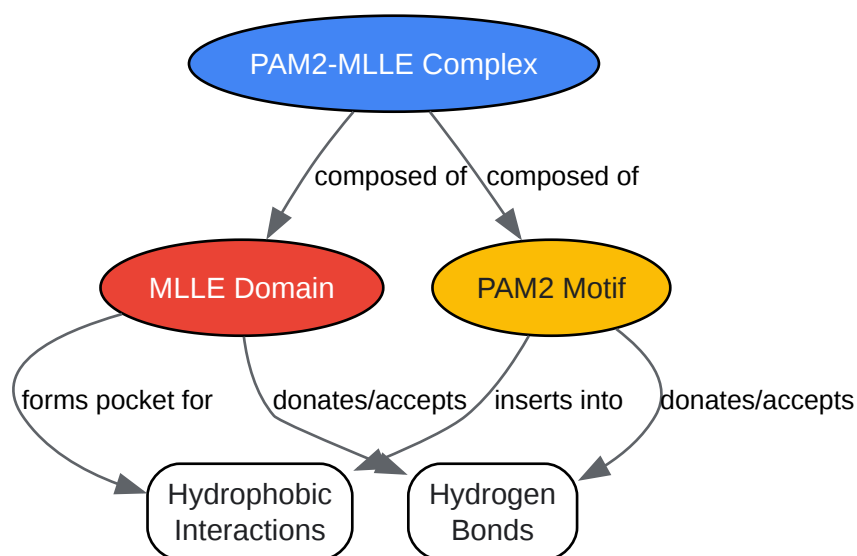 PAM2-MLLE Complex
composed of
composed of
MLLE Domain
PAM2 Motif
forms pocket for
donates/accepts
inserts into
donates/accepts
Hydrophobic
Interactions
Hydrogen
Bonds